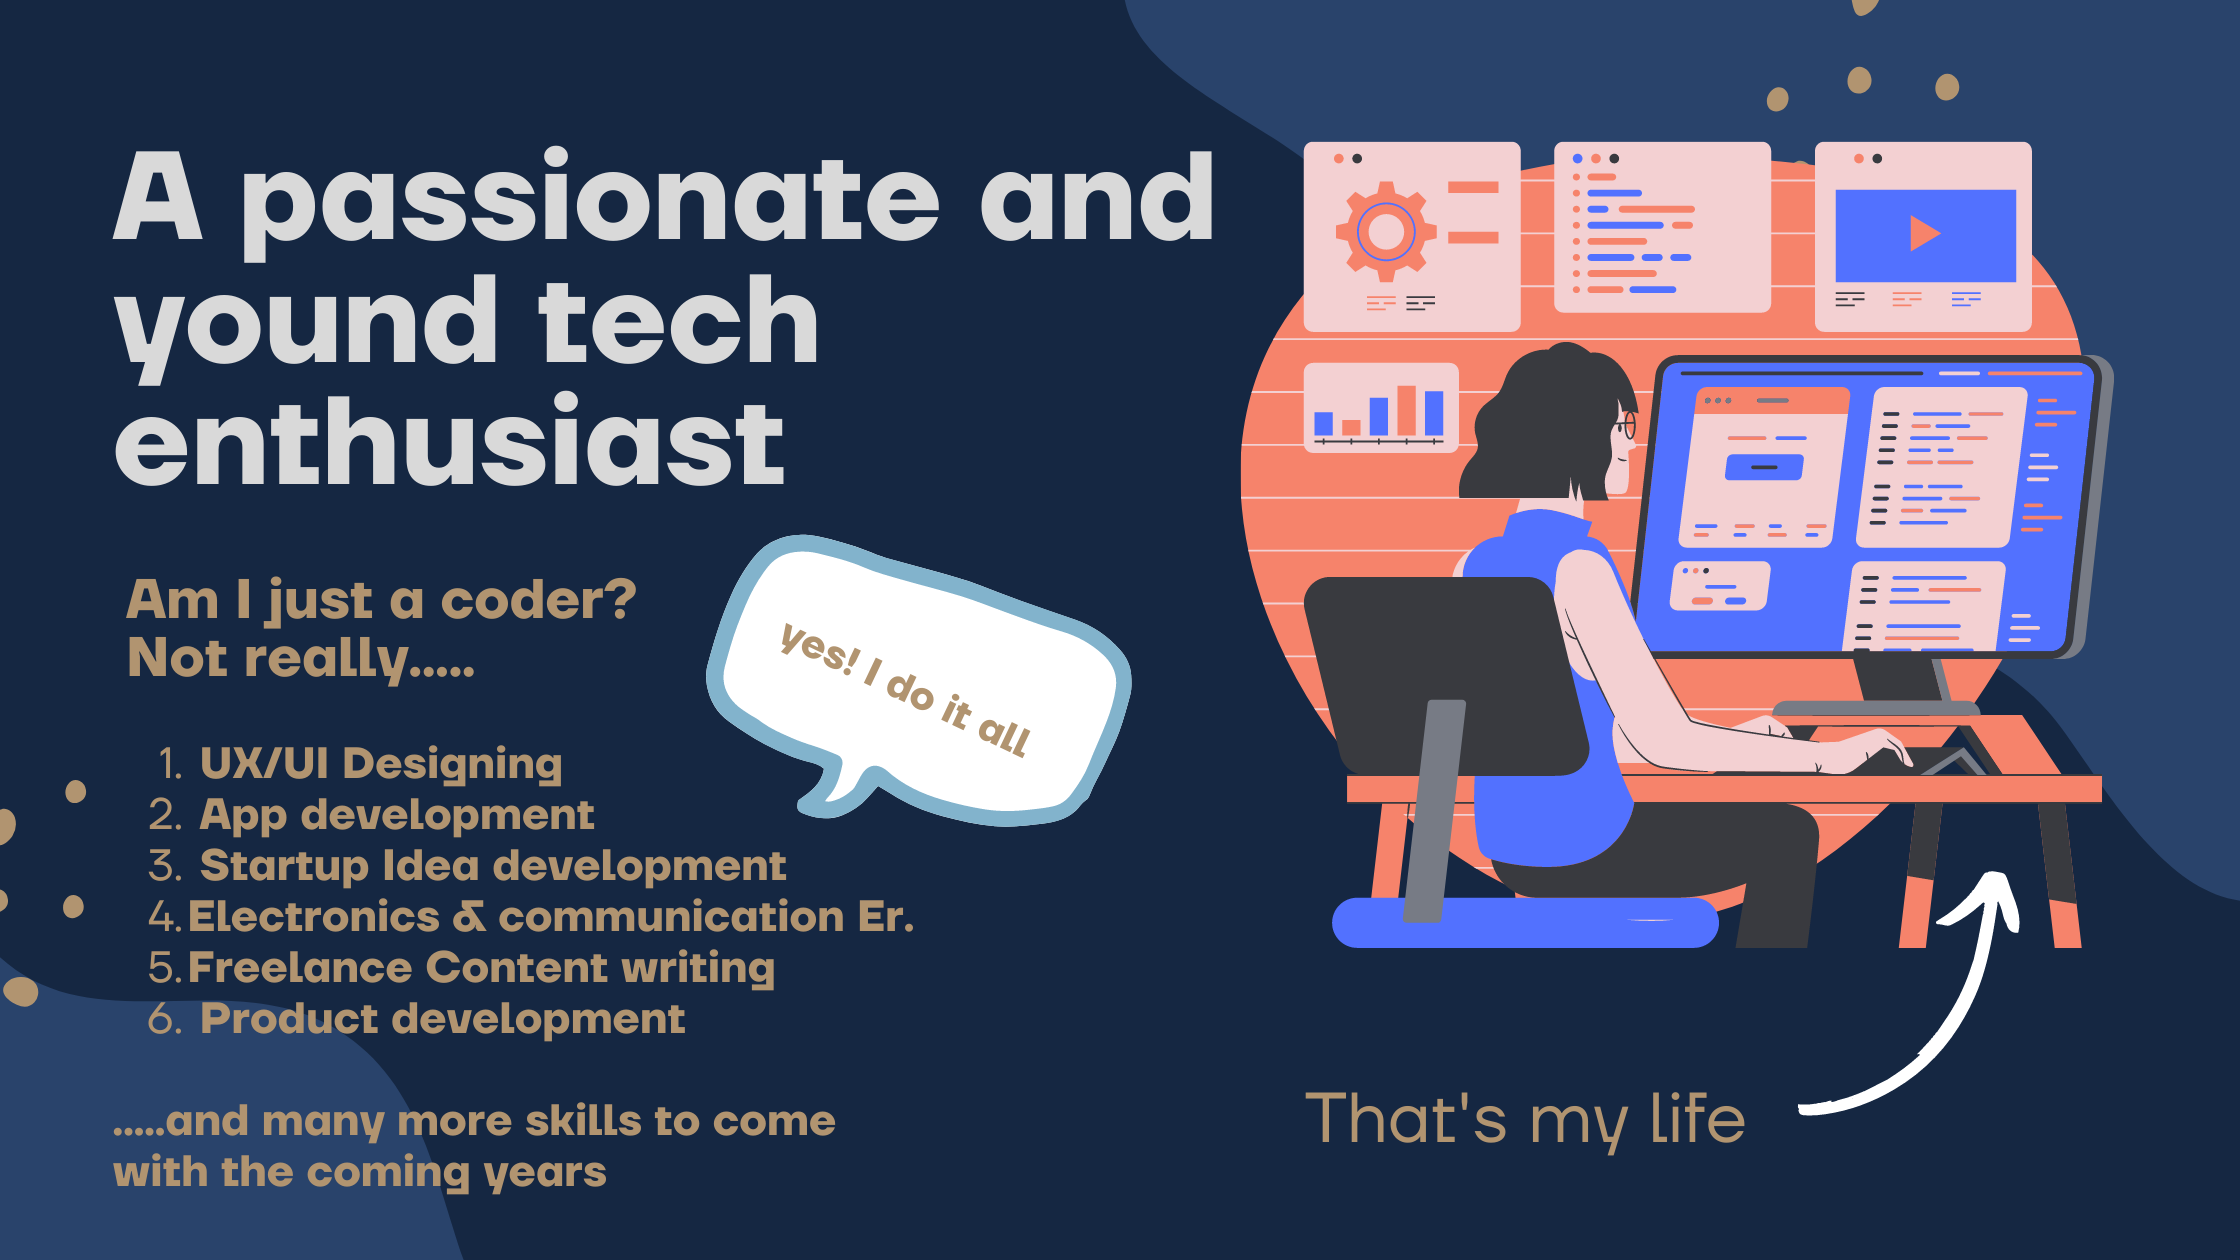 A passionate and
yound tech
enthusiast
Am I just a coder?
Not really.....
yes! I do it all
1. UX/UI Designing
2. App development
3. Startup Idea development
4. Electronics & communication Er.
5. Freelance Content writing
6. Product development
.....and many more skills to come
with the coming years
That's my life